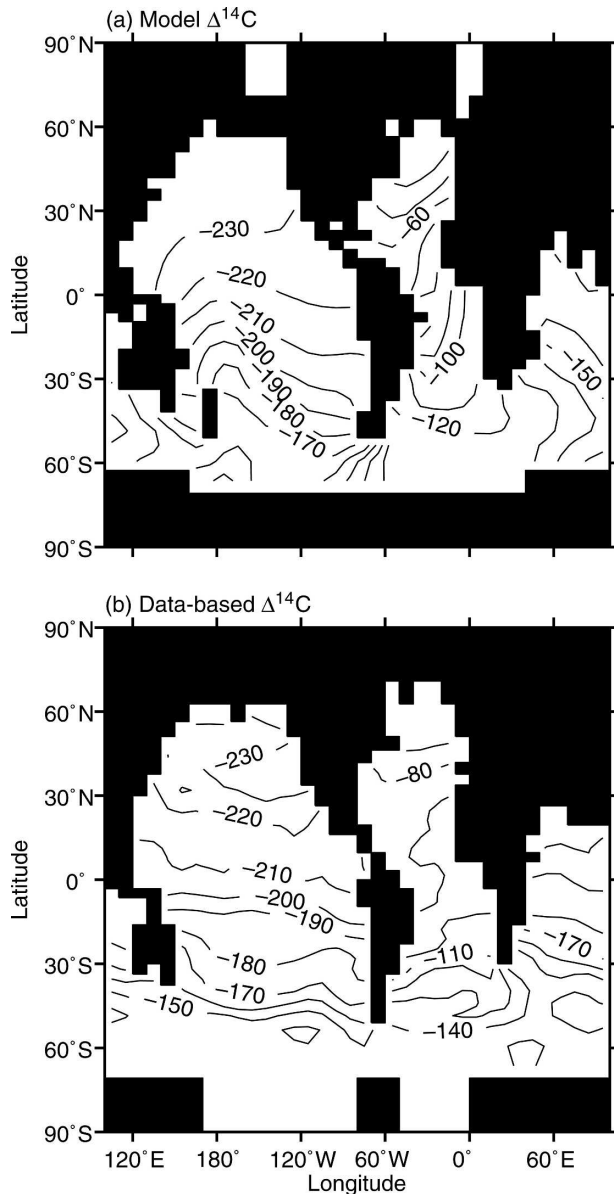 (a) Model Δ¹⁴C
90˚N
60˚N
30˚N
0˚
30˚S
60˚S
90˚S
Latitude
−230
−220
−210
−200
−190
−180
−170
−60
−100
−120
−150
(b) Data-based Δ¹⁴C
90˚N
60˚N
30˚N
0˚
30˚S
60˚S
90˚S
Latitude
−230
−220
−210
−200
−190
−180
−170
−150
−80
−110
−140
−170
120˚E
180˚
120˚W
60˚W
0˚
60˚E
Longitude